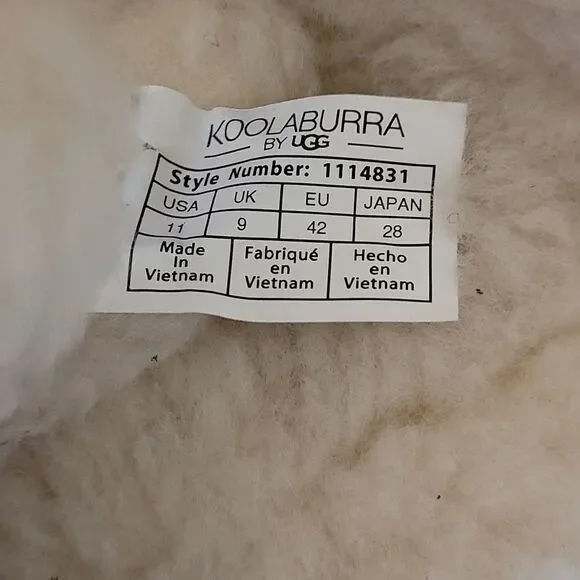 KOOLABURRA
BY UGG
Style Number: 1114831
USA UK EU JAPAN
11 9 42 28
Made In Vietnam Fabriqué en Vietnam Hecho en Vietnam